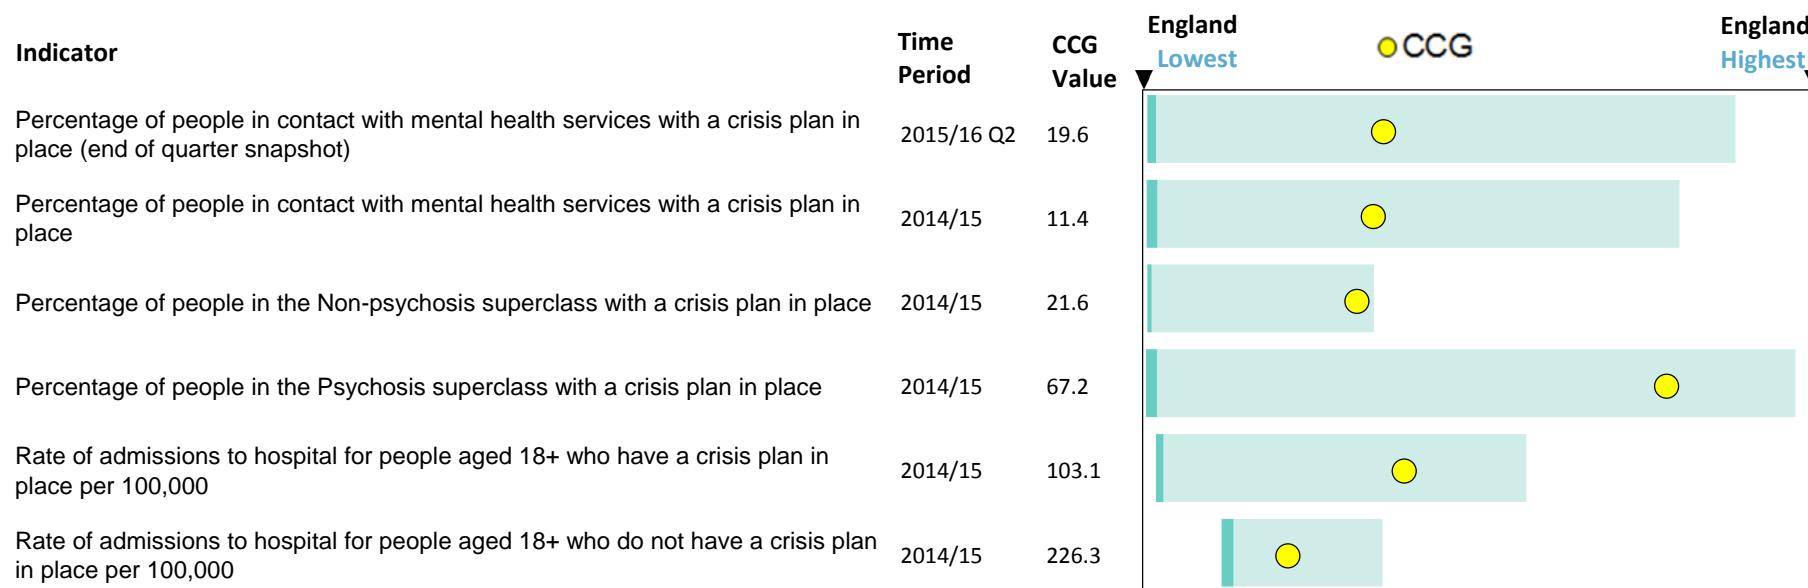 Indicator
Time Period
CCG Value
England Lowest
CCG
England Highest
Percentage of people in contact with mental health services with a crisis plan in
place (end of quarter snapshot)
2015/16 Q2
19.6
Percentage of people in contact with mental health services with a crisis plan in
place
2014/15
11.4
Percentage of people in the Non-psychosis superclass with a crisis plan in place
2014/15
21.6
Percentage of people in the Psychosis superclass with a crisis plan in place
2014/15
67.2
Rate of admissions to hospital for people aged 18+ who have a crisis plan in
place per 100,000
2014/15
103.1
Rate of admissions to hospital for people aged 18+ who do not have a crisis plan
in place per 100,000
2014/15
226.3